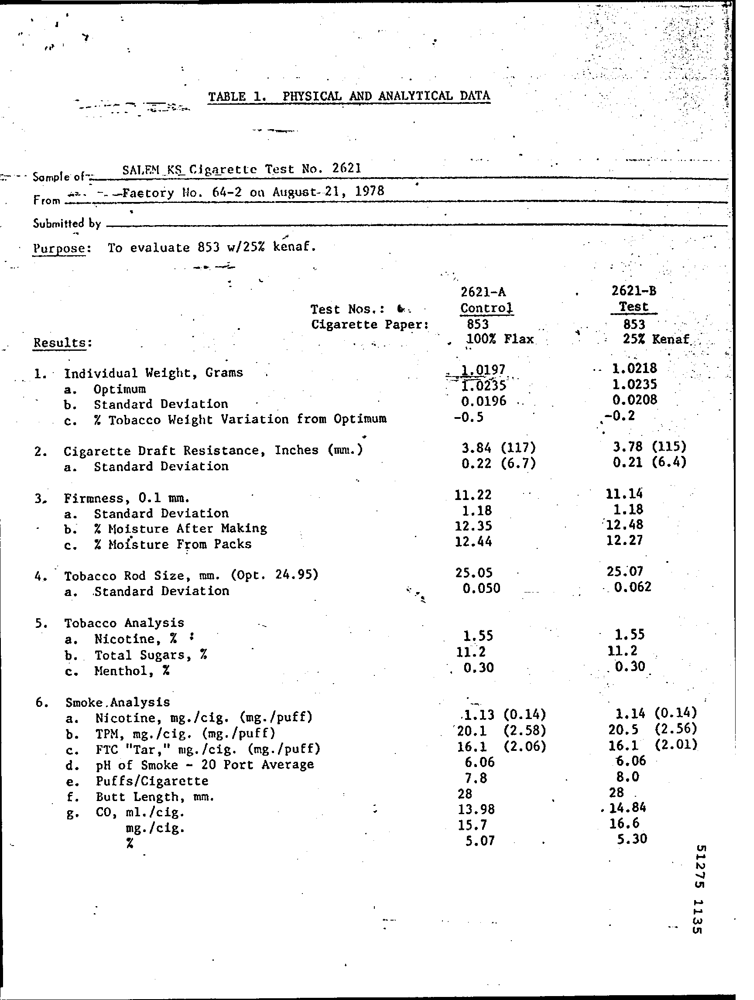 TABLE 1. PHYSICAL AND ANALYTICAL DATA
Sample of SALEM KS Cigarette Test No. 2621
From Factory No. 64-2 on August 21, 1978
Submitted by
Purpose: To evaluate 853 w/25% kenaf.
2621-A 2621-B
Test Nos.: Control Test
Cigarette Paper: 853 853
Results: 100% Flax 25% Kenaf
1. Individual Weight, Grams 1.0197 1.0218
a. Optimum 1.0235 1.0235
b. Standard Deviation 0.0196 0.0208
c. % Tobacco Weight Variation from Optimum -0.5 -0.2
2. Cigarette Draft Resistance, Inches (mm.) 3.84 (117) 3.78 (115)
a. Standard Deviation 0.22 (6.7) 0.21 (6.4)
3. Firmness, 0.1 mm. 11.22 11.14
a. Standard Deviation 1.18 1.18
b. % Moisture After Making 12.35 12.48
c. % Moisture From Packs 12.44 12.27
4. Tobacco Rod Size, mm. (Opt. 24.95) 25.05 25.07
a. Standard Deviation 0.050 0.062
5. Tobacco Analysis
a. Nicotine, % 1.55 1.55
b. Total Sugars, % 11.2 11.2
c. Menthol, % 0.30 0.30
6. Smoke Analysis
a. Nicotine, mg./cig. (mg./puff) 1.13 (0.14) 1.14 (0.14)
b. TPM, mg./cig. (mg./puff) 20.1 (2.58) 20.5 (2.56)
c. FTC "Tar," mg./cig. (mg./puff) 16.1 (2.06) 16.1 (2.01)
d. pH of Smoke - 20 Port Average 6.06 6.06
e. Puffs/Cigarette 7.8 8.0
f. Butt Length, mm. 28 28
g. CO, ml./cig. 13.98 14.84
mg./cig. 15.7 16.6
% 5.07 5.30
51275 1135